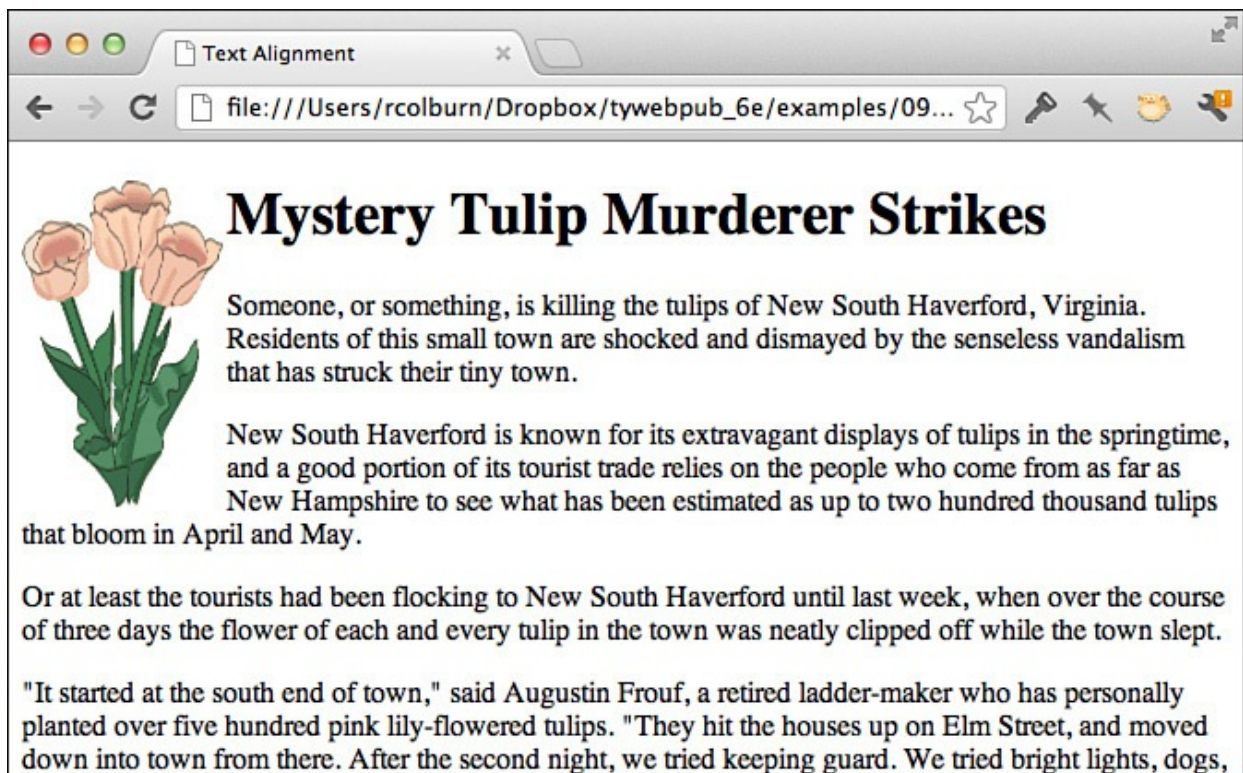 Text Alignment
file:///Users/rcolburn/Dropbox/tywebpub_6e/examples/09...
Mystery Tulip Murderer Strikes
Someone, or something, is killing the tulips of New South Haverford, Virginia.
Residents of this small town are shocked and dismayed by the senseless vandalism
that has struck their tiny town.
New South Haverford is known for its extravagant displays of tulips in the springtime,
and a good portion of its tourist trade relies on the people who come from as far as
New Hampshire to see what has been estimated as up to two hundred thousand tulips
that bloom in April and May.
Or at least the tourists had been flocking to New South Haverford until last week, when over the course
of three days the flower of each and every tulip in the town was neatly clipped off while the town slept.
"It started at the south end of town," said Augustin Frouf, a retired ladder-maker who has personally
planted over five hundred pink lily-flowered tulips. "They hit the houses up on Elm Street, and moved
down into town from there. After the second night, we tried keeping guard. We tried bright lights, dogs,